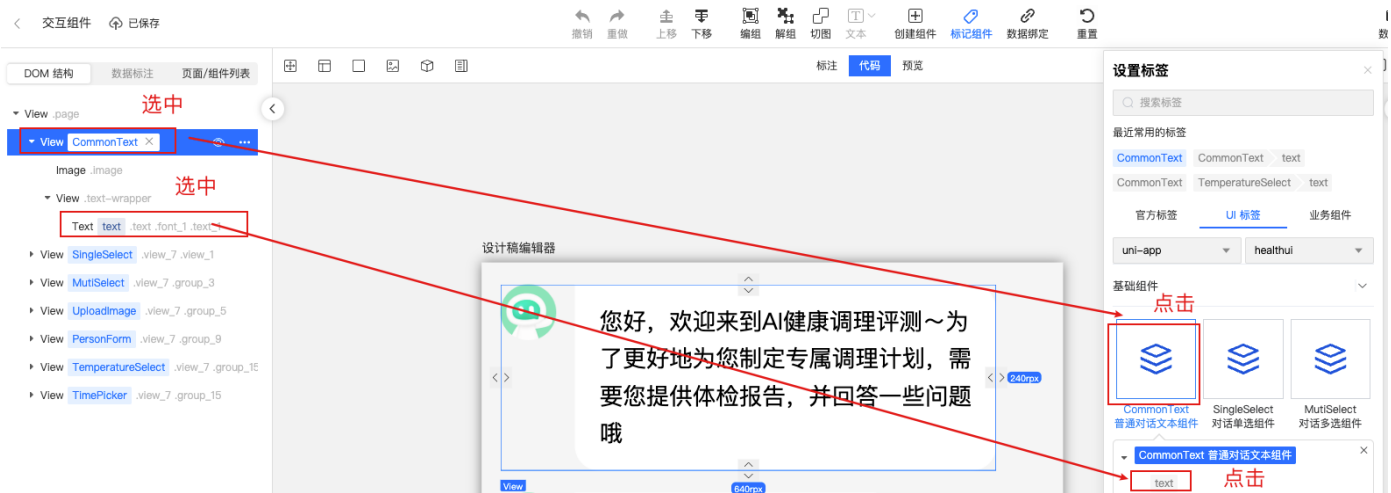 交互组件 已保存
撤销 重做 上移 下移 编组 解组 切图 文本 创建组件 标记组件 数据绑定 重置
DOM 结构 数据标注 页面/组件列表
标注 代码 预览
设置标签
搜索标签
最近常用的标签
CommonText CommonText text
CommonText TemperatureSelect text
官方标签 UI 标签 业务组件
uni-app healthui
基础组件
点击
CommonText SingleSelect MutiSelect
普通对话文本组件 对话单选组件 对话多选组件
CommonText 普通对话文本组件
text 点击
View .page
选中
View CommonText
Image .image
选中
View .text-wrapper
Text text .text .font_1 .text_1
View SingleSelect .view_7 .view_1
View MutiSelect .view_7 .group_3
View UploadImage .view_7 .group_5
View PersonForm .view_7 .group_9
View TemperatureSelect .view_7 .group_15
View TimePicker .view_7 .group_15
设计稿编辑器
您好，欢迎来到AI健康调理评测～为
了更好地为您制定专属调理计划，需
要您提供体检报告，并回答一些问题
哦
240rpx
View
640rpx